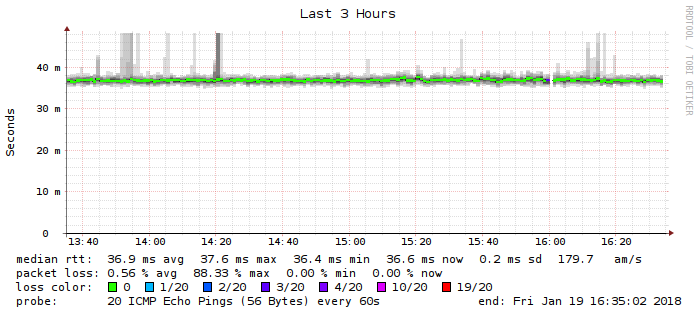 Last 3 Hours
RRDTOOL / TOBI OETIKER
Seconds
40 m
30 m
20 m
10 m
0
13:40 14:00 14:20 14:40 15:00 15:20 15:40 16:00 16:20
median rtt: 36.9 ms avg 37.6 ms max 36.4 ms min 36.6 ms now 0.2 ms sd 179.7 am/s
packet loss: 0.56 % avg 88.33 % max 0.00 % min 0.00 % now
loss color: 0 1/20 2/20 3/20 4/20 10/20 19/20
probe: 20 ICMP Echo Pings (56 Bytes) every 60s end: Fri Jan 19 16:35:02 2018